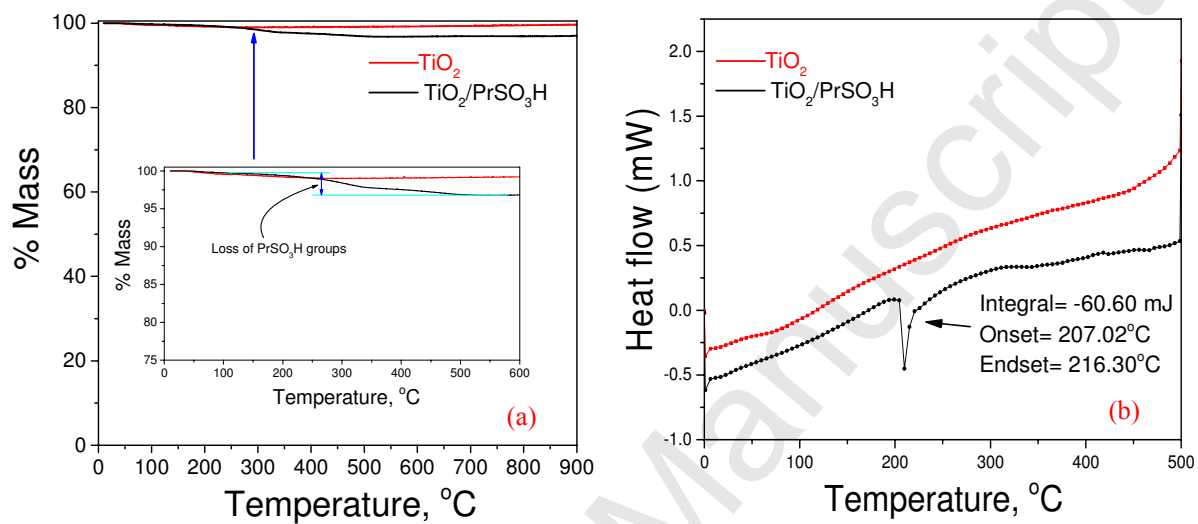 100
80
60
40
20
0
% Mass
TiO₂
TiO₂/PrSO₃H
100
95
90
85
80
75
% Mass
Loss of PrSO₃H groups
0 100 200 300 400 500 600
Temperature, °C
(a)
0 100 200 300 400 500 600 700 800 900
Temperature, °C
2.0
1.5
1.0
0.5
0.0
-0.5
-1.0
Heat flow (mW)
TiO₂
TiO₂/PrSO₃H
Integral= -60.60 mJ
Onset= 207.02°C
Endset= 216.30°C
(b)
0 100 200 300 400 500
Temperature, °C
Manuscript